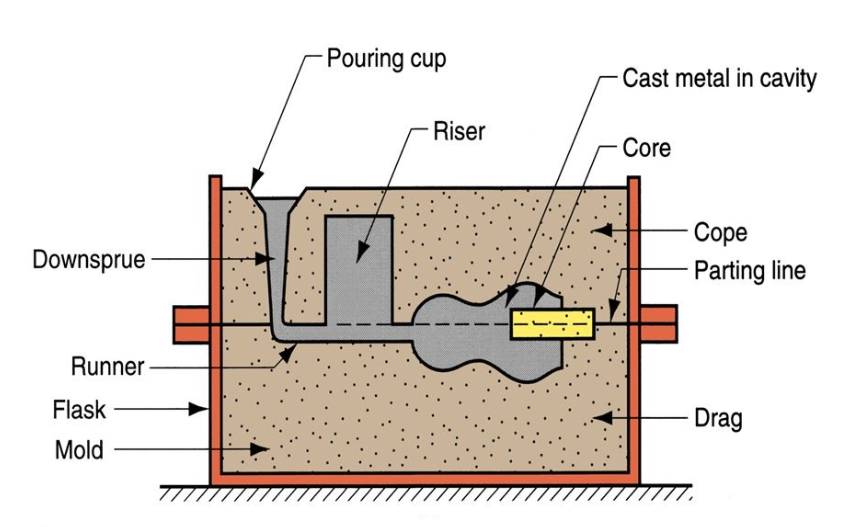 Pouring cup
Cast metal in cavity
Riser
Core
Cope
Downsprue
Parting line
Runner
Flask
Drag
Mold